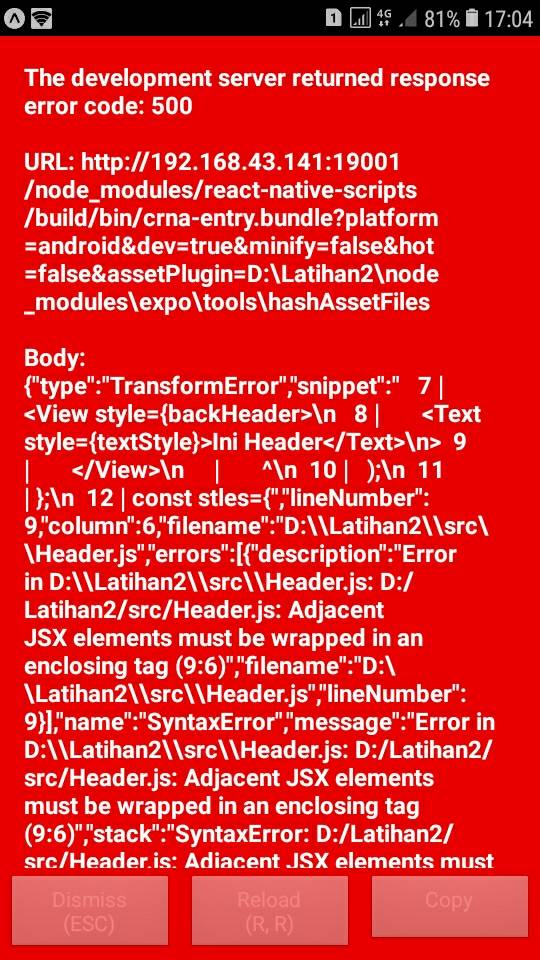 1 4G 81% 17:04
The development server returned response
error code: 500
URL: http://192.168.43.141:19001
/node_modules/react-native-scripts
/build/bin/crna-entry.bundle?platform
=android&dev=true&minify=false&hot
=false&assetPlugin=D:\Latihan2\node
_modules\expo\tools\hashAssetFiles
Body:
{"type":"TransformError","snippet":"   7 |
<View style={backHeader>\n   8 |       <Text
style={textStyle}>Ini Header</Text>\n>  9
|       </View>\n     |       ^\n  10 |   );\n  11
| };\n  12 | const stles={","lineNumber":
9,"column":6,"filename":"D:\\Latihan2\\src\
\Header.js","errors":[{"description":"Error
in D:\\Latihan2\\src\\Header.js: D:/
Latihan2/src/Header.js: Adjacent
JSX elements must be wrapped in an
enclosing tag (9:6)","filename":"D:\
\Latihan2\\src\\Header.js","lineNumber":
9}],"name":"SyntaxError","message":"Error in
D:\\Latihan2\\src\\Header.js: D:/Latihan2/
src/Header.js: Adjacent JSX elements
must be wrapped in an enclosing tag
(9:6)","stack":"SyntaxError: D:/Latihan2/
src/Header.js: Adjacent JSX elements must
Dismiss
(ESC)
Reload
(R, R)
Copy